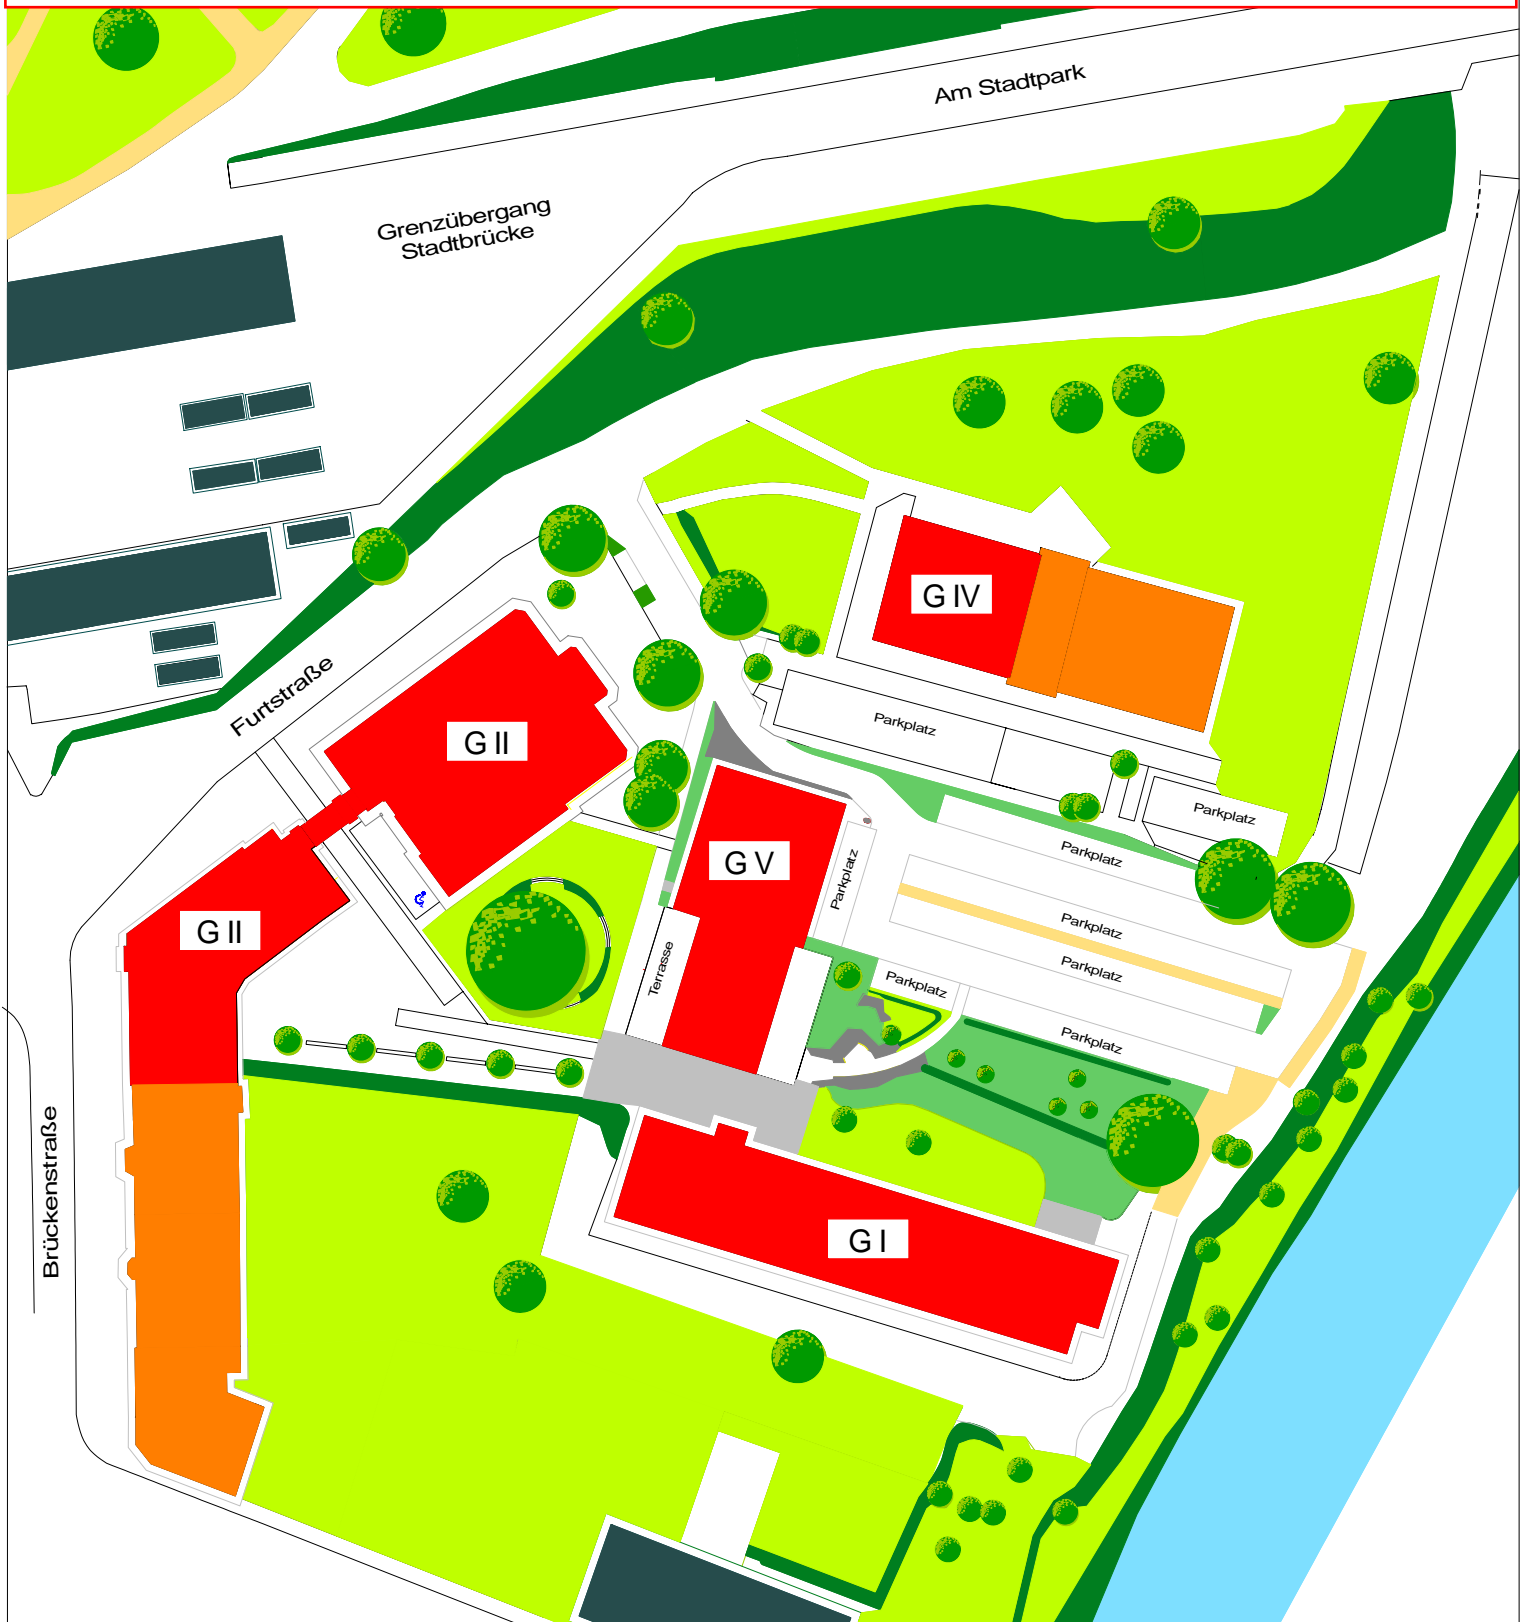 Am Stadtpark
Grenzübergang
Stadtbrücke
G IV
Furtstraße
G II
Parkplatz
Parkplatz
G V
Parkplatz
Parkplatz
G II
Parkplatz
Terrasse
Parkplatz
Parkplatz
Parkplatz
Brückenstraße
G I